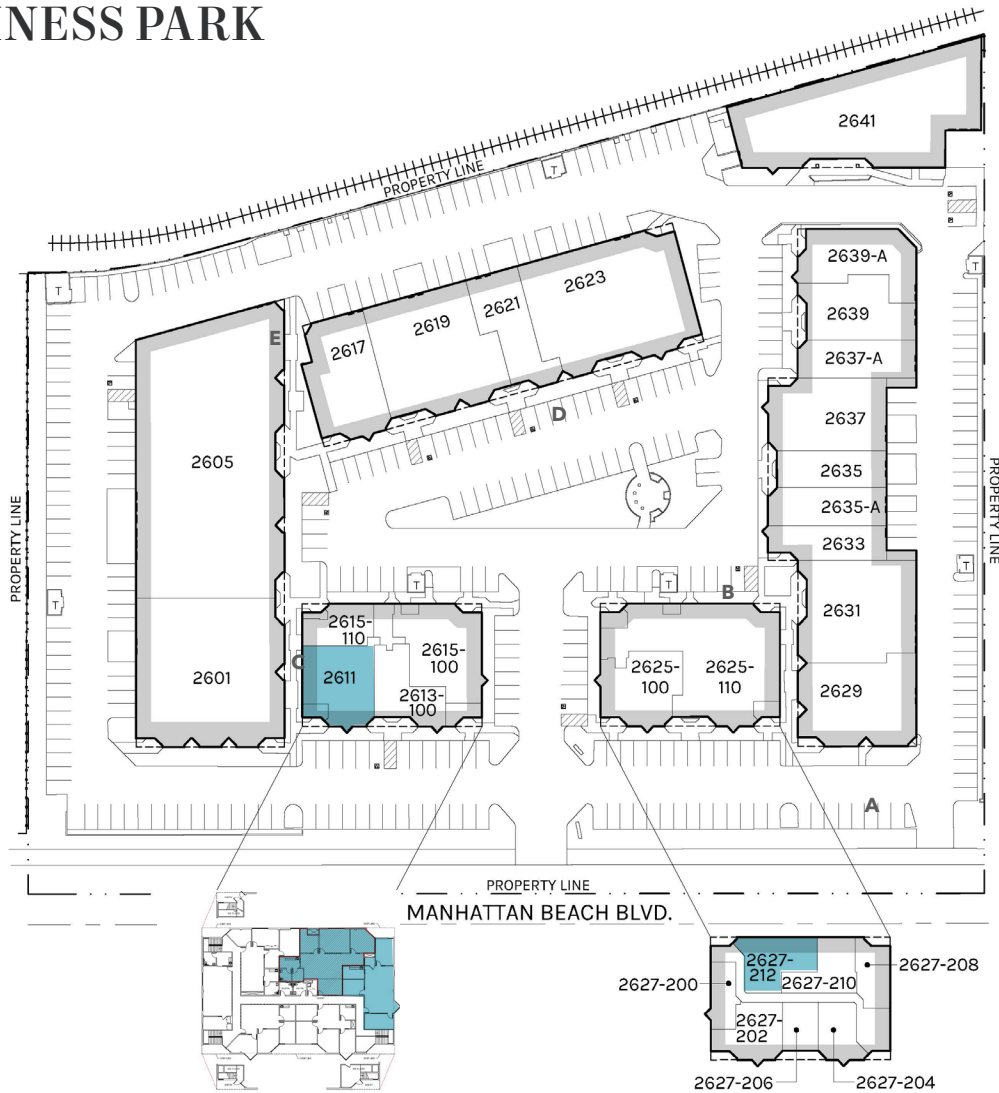 INESS PARK
2641
PROPERTY LINE
T
2639-A
T
T
2623
2621
2639
E
2619
2617
2637-A
D
2637
2605
2635
PROPERTY LINE
PROPERTY LINE
2635-A
2633
T
T
T
B
T
2631
2615-
110
2615-
100
C
2611
2601
2613-
100
2625-
100
2625-
110
2629
A
PROPERTY LINE
MANHATTAN BEACH BLVD.
2627-
212
2627-208
2627-200
2627-210
2627-
202
2627-206
2627-204